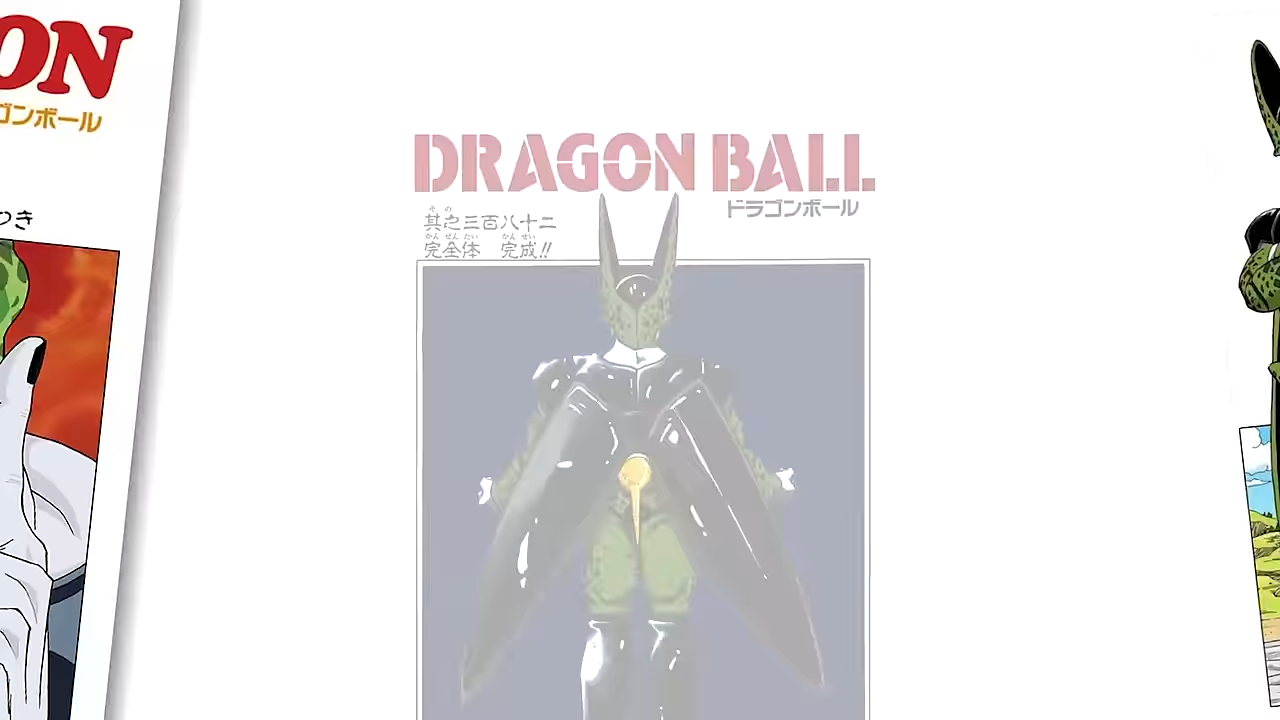 ON
ゴンボール
つき
DRAGON BALL
ドラゴンボール
其之三百八十二
完全体 完成!!